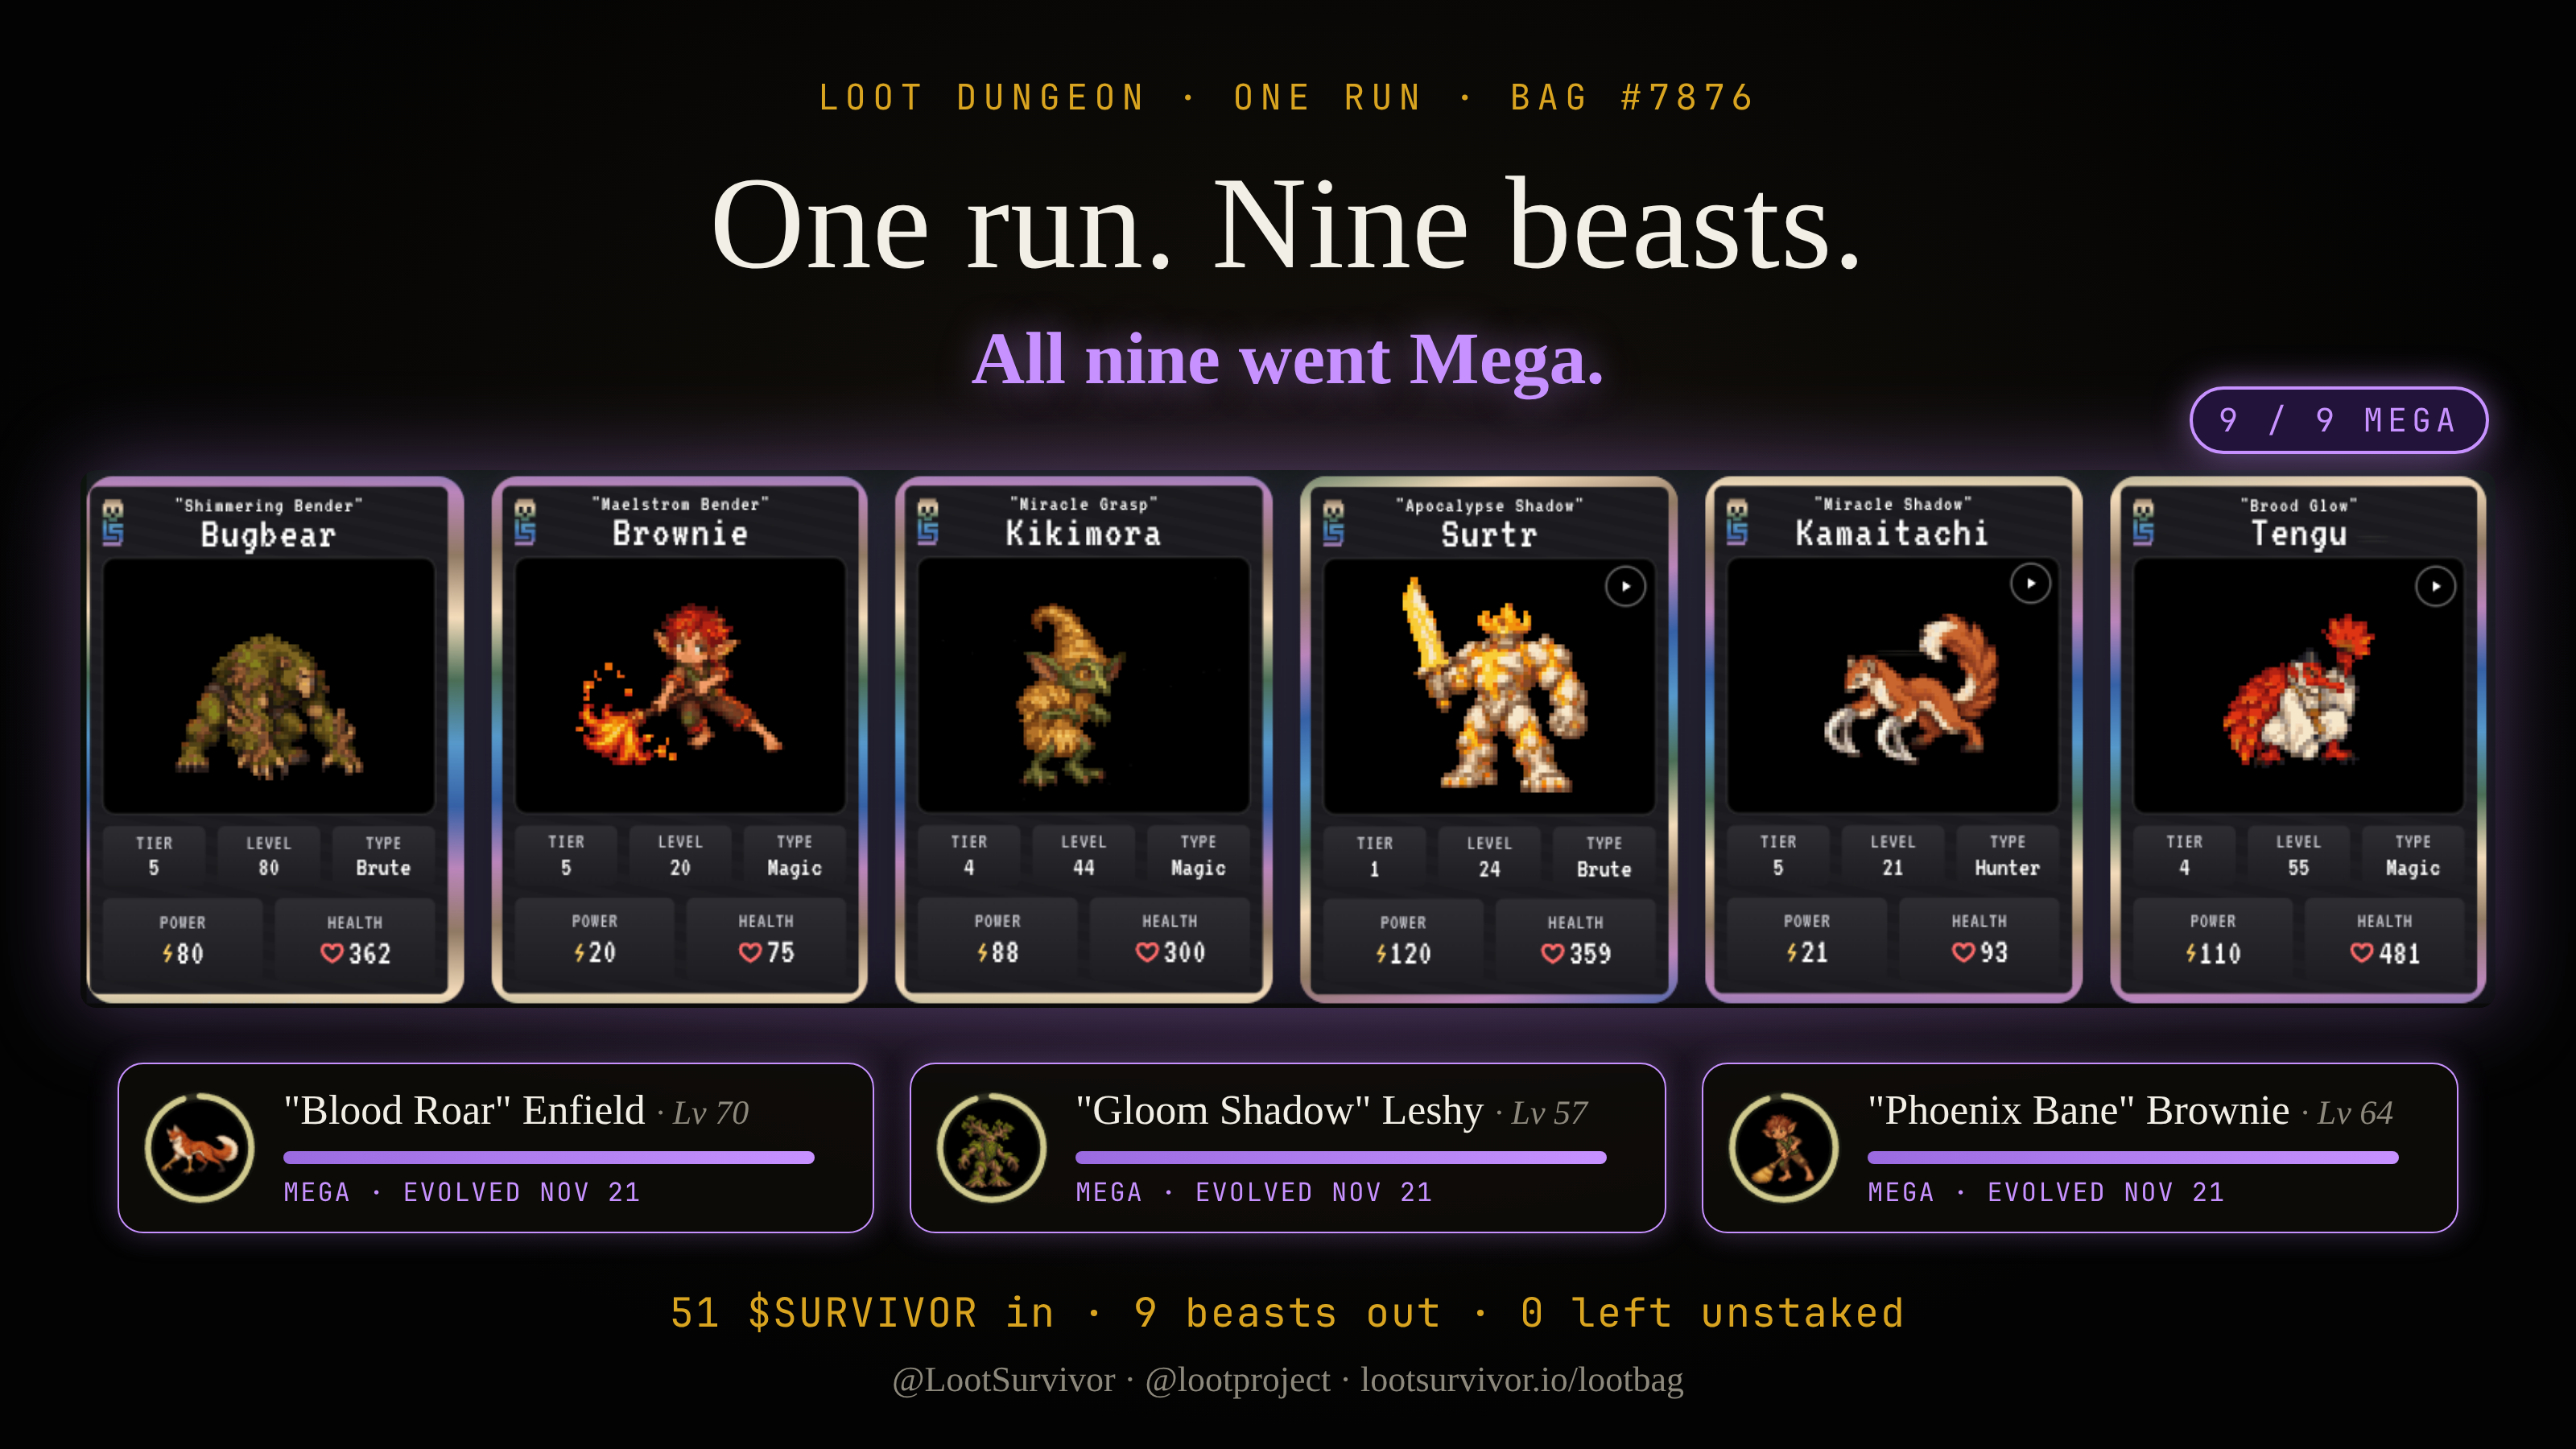 LOOT DUNGEON · ONE RUN · BAG #7876
One run. Nine beasts.
All nine went Mega.
9 / 9 MEGA
"Shimmering Bender"
Bugbear
TIER LEVEL TYPE
5 80 Brute
POWER HEALTH
80 362
"Maelstrom Bender"
Brownie
TIER LEVEL TYPE
5 20 Magic
POWER HEALTH
20 75
"Miracle Grasp"
Kikimora
TIER LEVEL TYPE
4 44 Magic
POWER HEALTH
88 300
"Apocalypse Shadow"
Surtr
TIER LEVEL TYPE
1 24 Brute
POWER HEALTH
120 359
"Miracle Shadow"
Kamaitachi
TIER LEVEL TYPE
5 21 Hunter
POWER HEALTH
21 93
"Brood Glow"
Tengu
TIER LEVEL TYPE
4 55 Magic
POWER HEALTH
110 481
"Blood Roar" Enfield · Lv 70
MEGA · EVOLVED NOV 21
"Gloom Shadow" Leshy · Lv 57
MEGA · EVOLVED NOV 21
"Phoenix Bane" Brownie · Lv 64
MEGA · EVOLVED NOV 21
51 $SURVIVOR in · 9 beasts out · 0 left unstaked
@LootSurvivor · @lootproject · lootsurvivor.io/lootbag